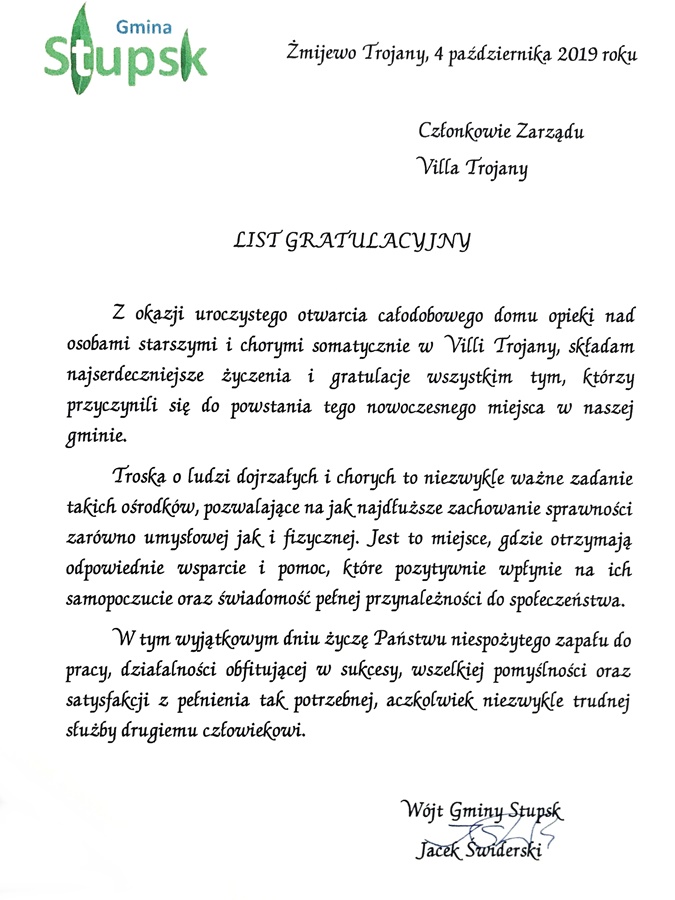 Gmina
Stupsk
Żmijewo Trojany, 4 października 2019 roku
Członkowie Zarządu
Villa Trojany
LIST GRATULACYJNY
Z okazji uroczystego otwarcia całodobowego domu opieki nad
osobami starszymi i chorymi somatycznie w Villi Trojany, składam
najserdeczniejsze życzenia i gratulacje wszystkim tym, którzy
przyczynili się do powstania tego nowoczesnego miejsca w naszej
gminie.
Troska o ludzi dojrzałych i chorych to niezwykle ważne zadanie
takich ośrodków, pozwalające na jak najdłuższe zachowanie sprawności
zarówno umysłowej jak i fizycznej. Jest to miejsce, gdzie otrzymają
odpowiednie wsparcie i pomoc, które pozytywnie wpłynie na ich
samopoczucie oraz świadomość pełnej przynależności do społeczeństwa.
W tym wyjątkowym dniu życzę Państwu niespożytego zapału do
pracy, działalności obfitującej w sukcesy, wszelkiej pomyślności oraz
satysfakcji z pełnienia tak potrzebnej, aczkolwiek niezwykle trudnej
służby drugiemu człowiekowi.
Wójt Gminy Stupsk
Jacek Świderski